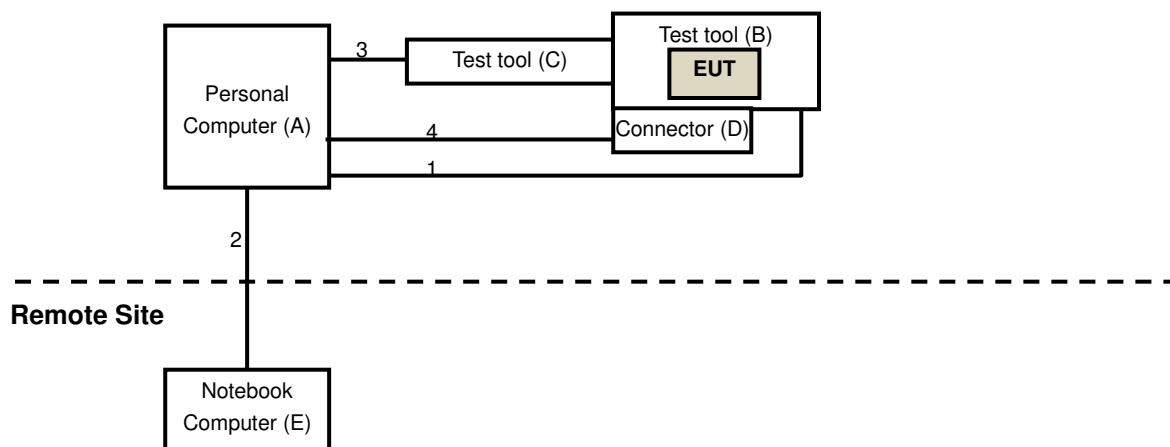 Test tool (B)
3
Test tool (C)
EUT
Personal
Computer (A)
4
Connector (D)
1
2
Remote Site
Notebook
Computer (E)